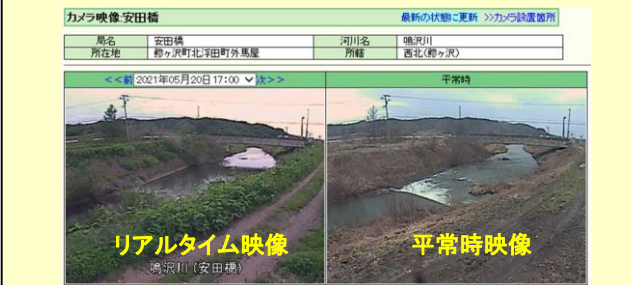 カメラ映像:安田橋 最新の状態に更新 >>カメラ設置箇所
局名 安田橋 河川名 鳴沢川
所在地 鰺ヶ沢町北浮田町外馬屋 所轄 西北(鰺ヶ沢)
<<前 2021年05月20日 17:00 次>> 平常時
リアルタイム映像 平常時映像
鳴沢川(安田橋)